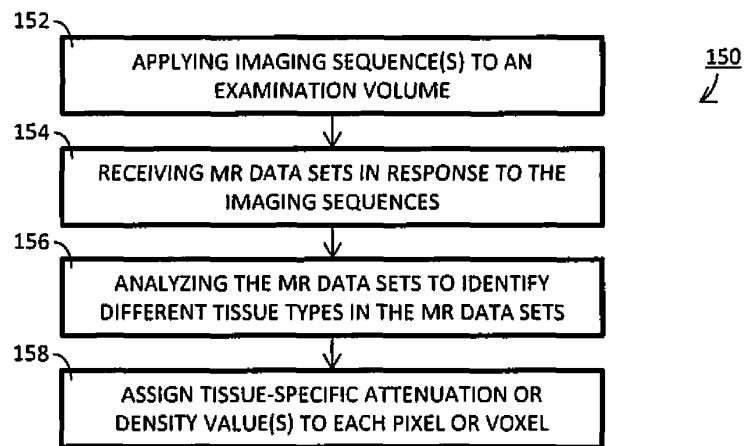 152
APPLYING IMAGING SEQUENCE(S) TO AN
EXAMINATION VOLUME
150
154
RECEIVING MR DATA SETS IN RESPONSE TO THE
IMAGING SEQUENCES
156
ANALYZING THE MR DATA SETS TO IDENTIFY
DIFFERENT TISSUE TYPES IN THE MR DATA SETS
158
ASSIGN TISSUE-SPECIFIC ATTENUATION OR
DENSITY VALUE(S) TO EACH PIXEL OR VOXEL